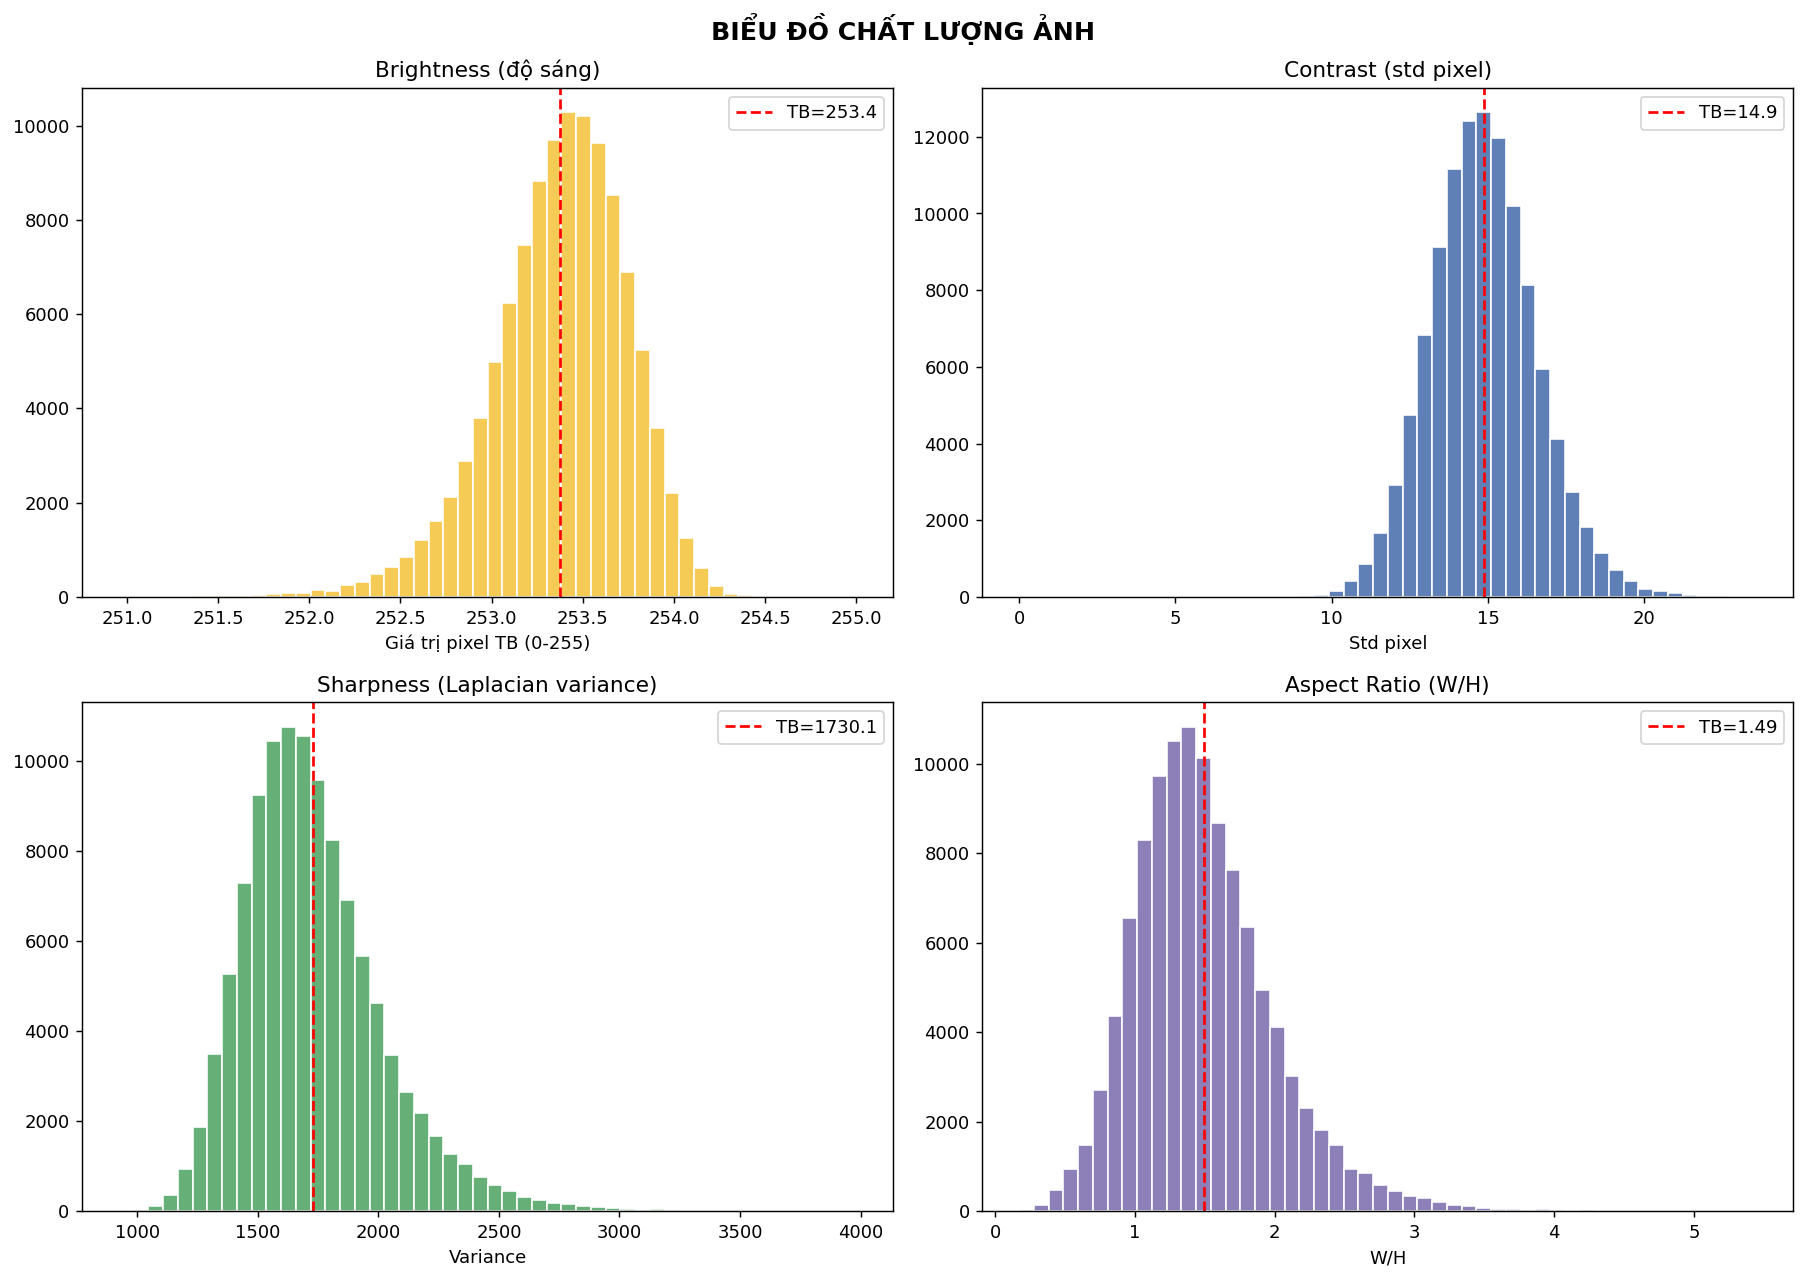 BIỂU ĐỒ CHẤT LƯỢNG ẢNH
Brightness (độ sáng)
TB=253.4
10000
8000
6000
4000
2000
0
251.0 251.5 252.0 252.5 253.0 253.5 254.0 254.5 255.0
Giá trị pixel TB (0-255)
Contrast (std pixel)
TB=14.9
12000
10000
8000
6000
4000
2000
0
0 5 10 15 20
Std pixel
Sharpness (Laplacian variance)
TB=1730.1
10000
8000
6000
4000
2000
0
1000 1500 2000 2500 3000 3500 4000
Variance
Aspect Ratio (W/H)
TB=1.49
10000
8000
6000
4000
2000
0
0 1 2 3 4 5
W/H